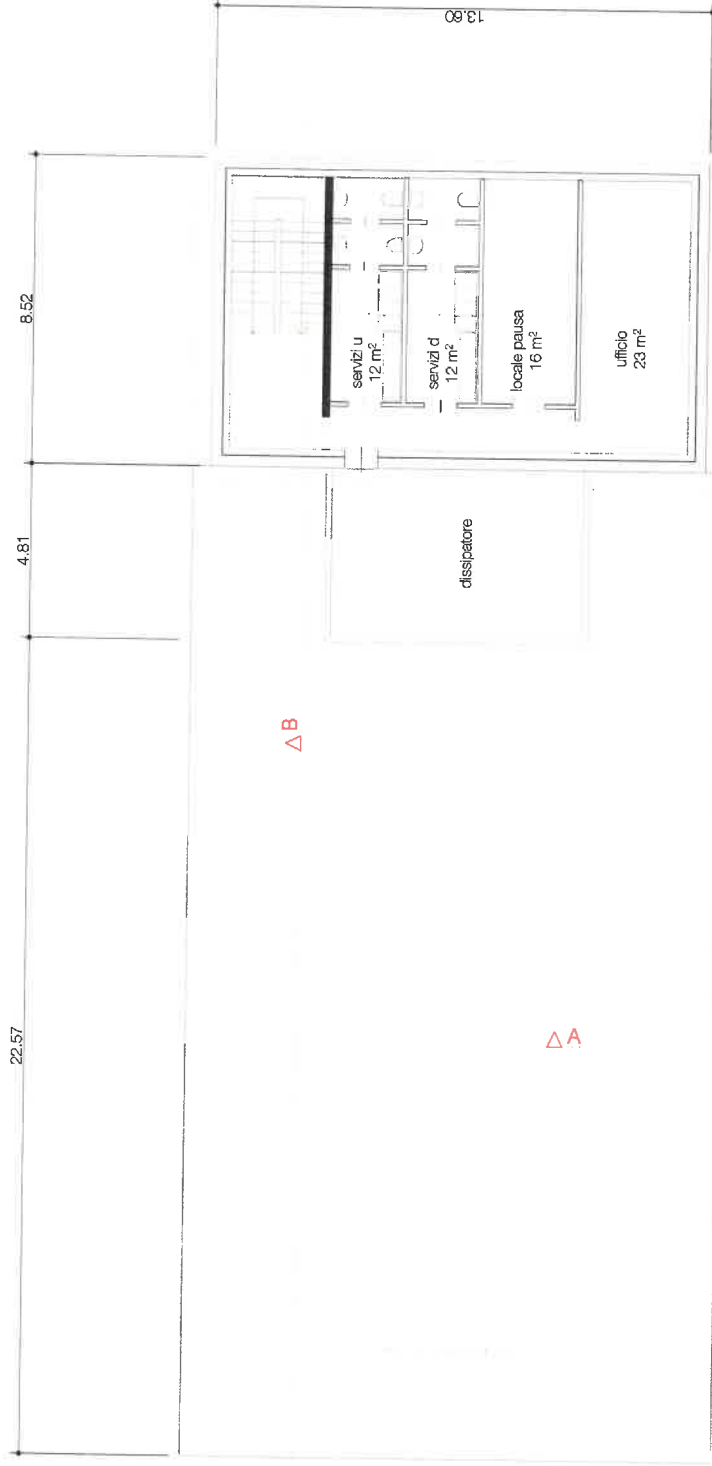 13.60
8.52
4.81
22.57
servizi u
12 m²
servizi d
12 m²
locale pausa
16 m²
ufficio
23 m²
dissipatore
B
A